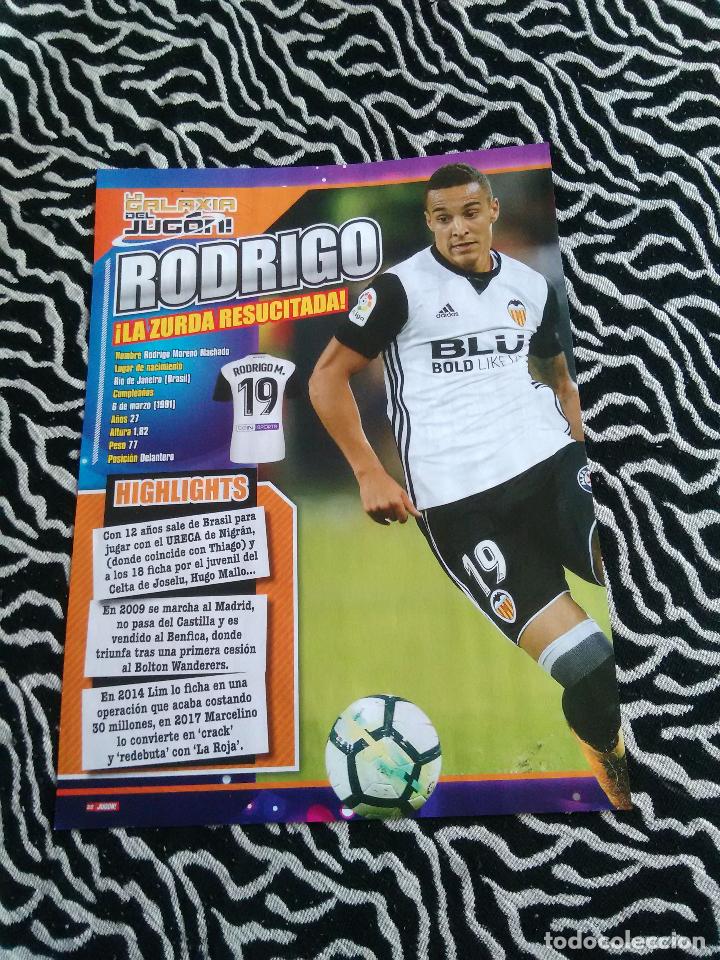 LA GALAXIA
DEL
JUGÓN!
RODRIGO
¡LA ZURDA RESUCITADA!
Nombre Rodrigo Moreno Machado
Lugar de nacimiento
Río de Janeiro (Brasil)
Cumpleaños
6 de marzo (1991)
Años 27
Altura 1,82
Peso 77
Posición Delantero
RODRIGO M.
19
beIN SPORTS
HIGHLIGHTS
Con 12 años sale de Brasil para
jugar con el URECA de Nigrán,
(donde coincide con Thiago) y
a los 18 ficha por el juvenil del
Celta de Joselu, Hugo Mallo...
En 2009 se marcha al Madrid,
no pasa del Castilla y es
vendido al Benfica, donde
triunfa tras una primera cesión
al Bolton Wanderers.
En 2014 Lim lo ficha en una
operación que acaba costando
30 millones, en 2017 Marcelino
lo convierte en 'crack'
y 'redebuta' con 'La Roja'.
JUGÓN!
LaLiga
adidas
BLU
BOLD LIKE
19
todocoleccion